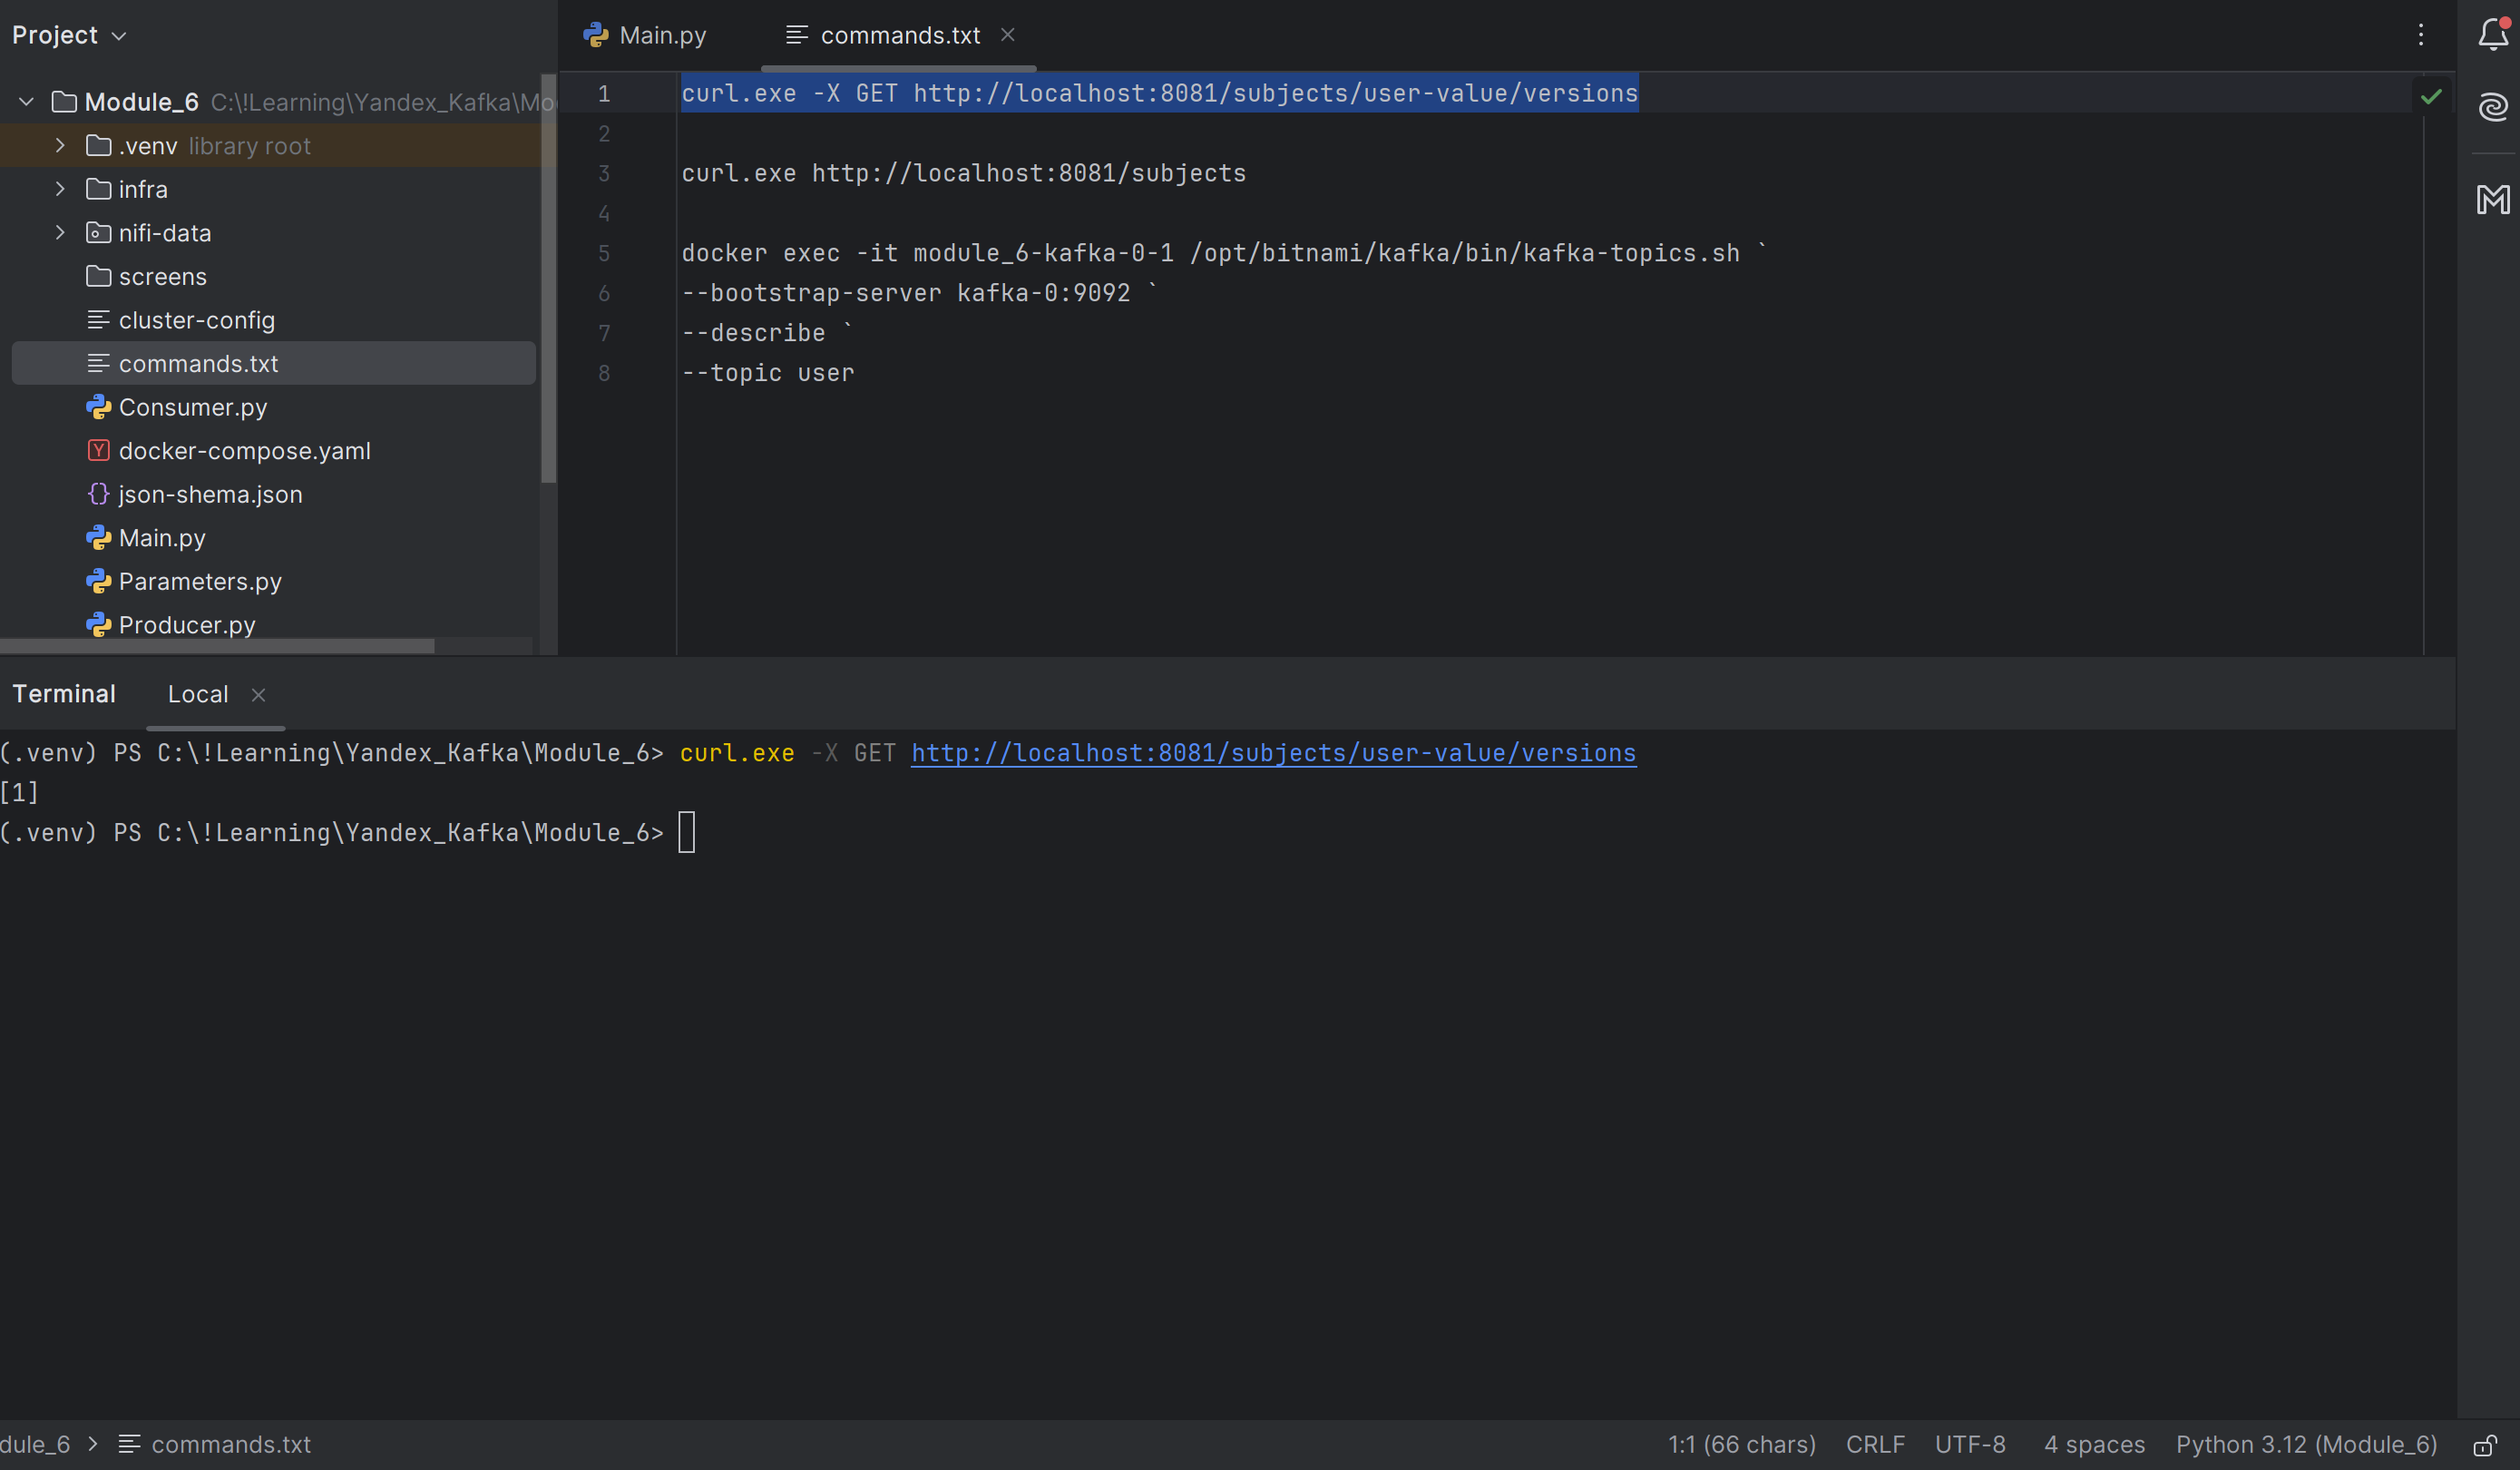 Project
Main.py
commands.txt
Module_6 C:\!Learning\Yandex_Kafka\Mo
.venv library root
infra
nifi-data
screens
cluster-config
commands.txt
Consumer.py
docker-compose.yaml
json-shema.json
Main.py
Parameters.py
Producer.py
1 curl.exe -X GET http://localhost:8081/subjects/user-value/versions
2
3 curl.exe http://localhost:8081/subjects
4
5 docker exec -it module_6-kafka-0-1 /opt/bitnami/kafka/bin/kafka-topics.sh `
6 --bootstrap-server kafka-0:9092 `
7 --describe `
8 --topic user
Terminal Local
(.venv) PS C:\!Learning\Yandex_Kafka\Module_6> curl.exe -X GET http://localhost:8081/subjects/user-value/versions
[1]
(.venv) PS C:\!Learning\Yandex_Kafka\Module_6>
dule_6 > commands.txt
1:1 (66 chars) CRLF UTF-8 4 spaces Python 3.12 (Module_6)